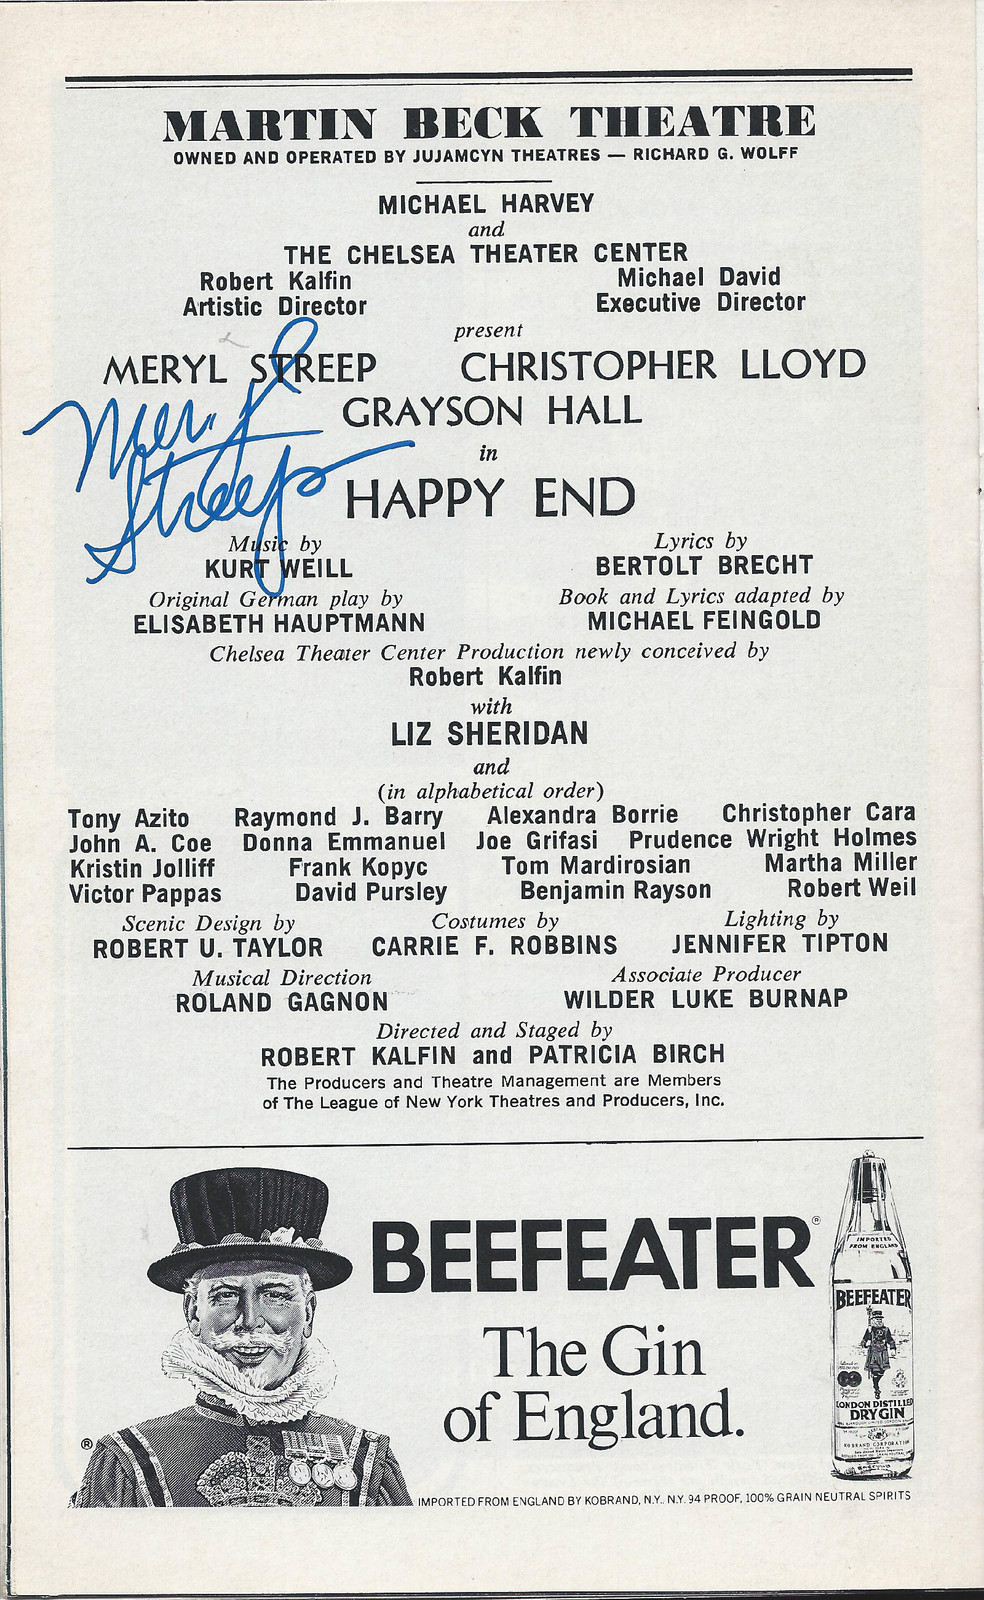 MARTIN BECK THEATRE
OWNED AND OPERATED BY JUJAMCYN THEATRES — RICHARD G. WOLFF
MICHAEL HARVEY
and
THE CHELSEA THEATER CENTER
Robert Kalfin Michael David
Artistic Director Executive Director
present
MERYL STREEP CHRISTOPHER LLOYD
Meryl
GRAYSON HALL
Streep
in
HAPPY END
Music by Lyrics by
KURT WEILL BERTOLT BRECHT
Original German play by Book and Lyrics adapted by
ELISABETH HAUPTMANN MICHAEL FEINGOLD
Chelsea Theater Center Production newly conceived by
Robert Kalfin
with
LIZ SHERIDAN
and
(in alphabetical order)
Tony Azito Raymond J. Barry Alexandra Borrie Christopher Cara
John A. Coe Donna Emmanuel Joe Grifasi Prudence Wright Holmes
Kristin Jolliff Frank Kopyc Tom Mardirosian Martha Miller
Victor Pappas David Pursley Benjamin Rayson Robert Weil
Scenic Design by Costumes by Lighting by
ROBERT U. TAYLOR CARRIE F. ROBBINS JENNIFER TIPTON
Musical Direction Associate Producer
ROLAND GAGNON WILDER LUKE BURNAP
Directed and Staged by
ROBERT KALFIN and PATRICIA BIRCH
The Producers and Theatre Management are Members
of The League of New York Theatres and Producers, Inc.
BEEFEATER®
The Gin
of England.
®
IMPORTED
FROM ENGLAND
BEEFEATER
LONDON DISTILLED
DRY GIN
KOBRAND CORPORATION
IMPORTED FROM ENGLAND BY KOBRAND, N.Y., N.Y. 94 PROOF, 100% GRAIN NEUTRAL SPIRITS